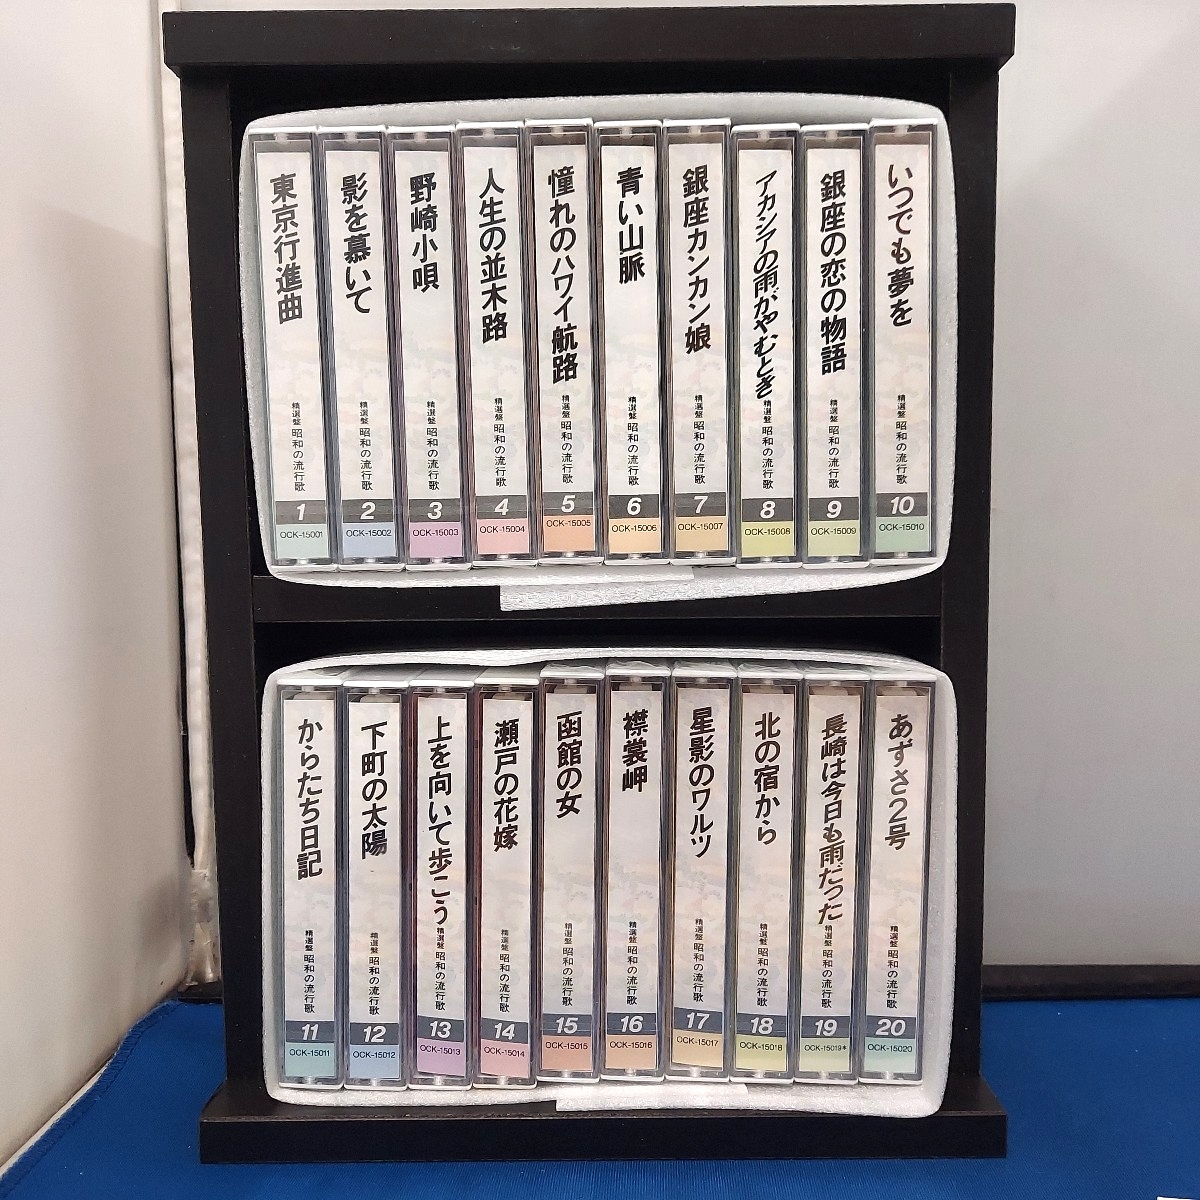 東京行進曲
精選盤 昭和の流行歌
1
OCK-15001
影を慕いて
精選盤 昭和の流行歌
2
OCK-15002
野崎小唄
精選盤 昭和の流行歌
3
OCK-15003
人生の並木路
精選盤 昭和の流行歌
4
OCK-15004
憧れのハワイ航路
精選盤 昭和の流行歌
5
OCK-15005
青い山脈
精選盤 昭和の流行歌
6
OCK-15006
銀座カンカン娘
精選盤 昭和の流行歌
7
OCK-15007
アカシアの雨がやむとき
精選盤 昭和の流行歌
8
OCK-15008
銀座の恋の物語
精選盤 昭和の流行歌
9
OCK-15009
いつでも夢を
精選盤 昭和の流行歌
10
OCK-15010
からたち日記
精選盤 昭和の流行歌
11
OCK-15011
下町の太陽
精選盤 昭和の流行歌
12
OCK-15012
上を向いて歩こう
精選盤 昭和の流行歌
13
OCK-15013
瀬戸の花嫁
精選盤 昭和の流行歌
14
OCK-15014
函館の女
精選盤 昭和の流行歌
15
OCK-15015
襟裳岬
精選盤 昭和の流行歌
16
OCK-15016
星影のワルツ
精選盤 昭和の流行歌
17
OCK-15017
北の宿から
精選盤 昭和の流行歌
18
OCK-15018
長崎は今日も雨だった
精選盤 昭和の流行歌
19
OCK-15019*
あずさ2号
精選盤 昭和の流行歌
20
OCK-15020